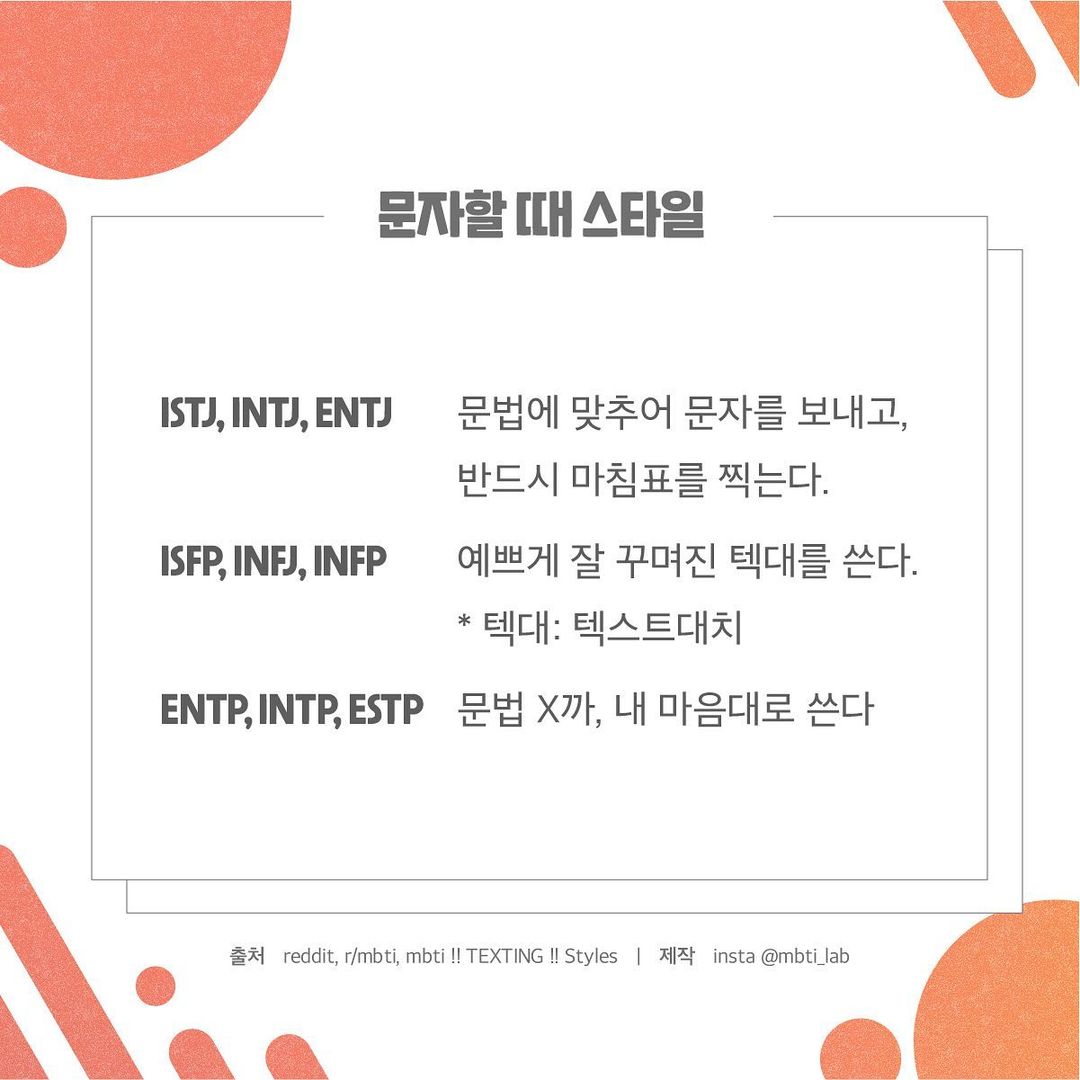 문자할 때 스타일
ISTJ, INTJ, ENTJ 문법에 맞추어 문자를 보내고,
반드시 마침표를 찍는다.
ISFP, INFJ, INFP 예쁘게 잘 꾸며진 텍대를 쓴다.
* 텍대: 텍스트대치
ENTP, INTP, ESTP 문법 X까, 내 마음대로 쓴다
출처 reddit, r/mbti, mbti !! TEXTING !! Styles | 제작 insta @mbti_lab